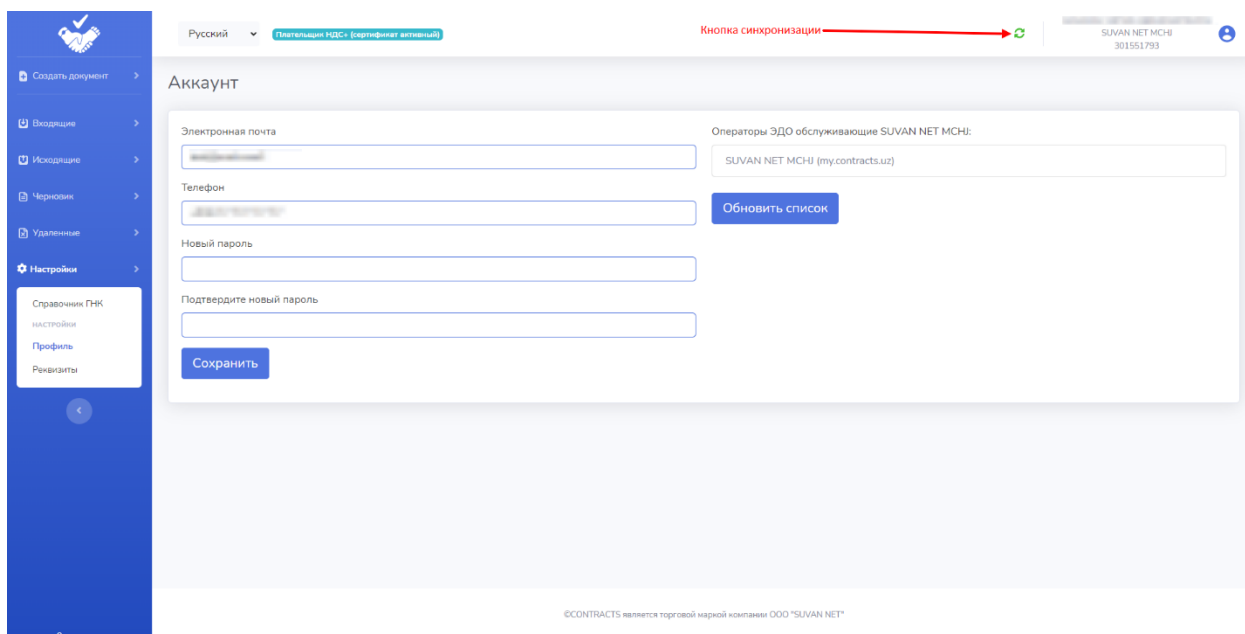 Русский
Плательщик НДС+ (сертификат активный)
Кнопка синхронизации
SUVAN NET MCHJ
301551793
Создать документ
Входящие
Исходящие
Черновик
Удаленные
Настройки
Справочник ГНК
НАСТРОЙКИ
Профиль
Реквизиты
Аккаунт
Электронная почта
Телефон
Новый пароль
Подтвердите новый пароль
Сохранить
Операторы ЭДО обслуживающие SUVAN NET MCHJ:
SUVAN NET MCHJ (my.contracts.uz)
Обновить список
©CONTRACTS является торговой маркой компании ООО "SUVAN NET"